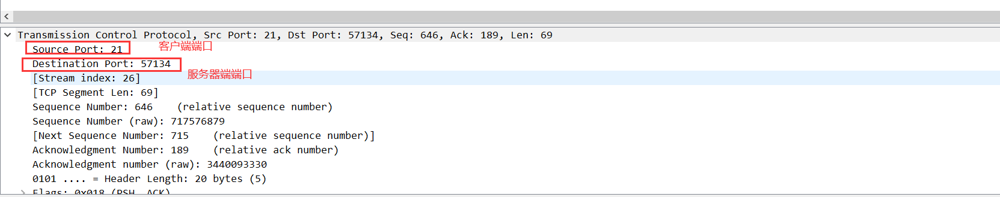 Transmission Control Protocol, Src Port: 21, Dst Port: 57134, Seq: 646, Ack: 189, Len: 69
Source Port: 21
客户端端口
Destination Port: 57134
服务器端端口
[Stream index: 26]
[TCP Segment Len: 69]
Sequence Number: 646    (relative sequence number)
Sequence Number (raw): 717576879
[Next Sequence Number: 715    (relative sequence number)]
Acknowledgment Number: 189    (relative ack number)
Acknowledgment number (raw): 3440093330
0101 .... = Header Length: 20 bytes (5)
Flags: 0x018 (PSH, ACK)